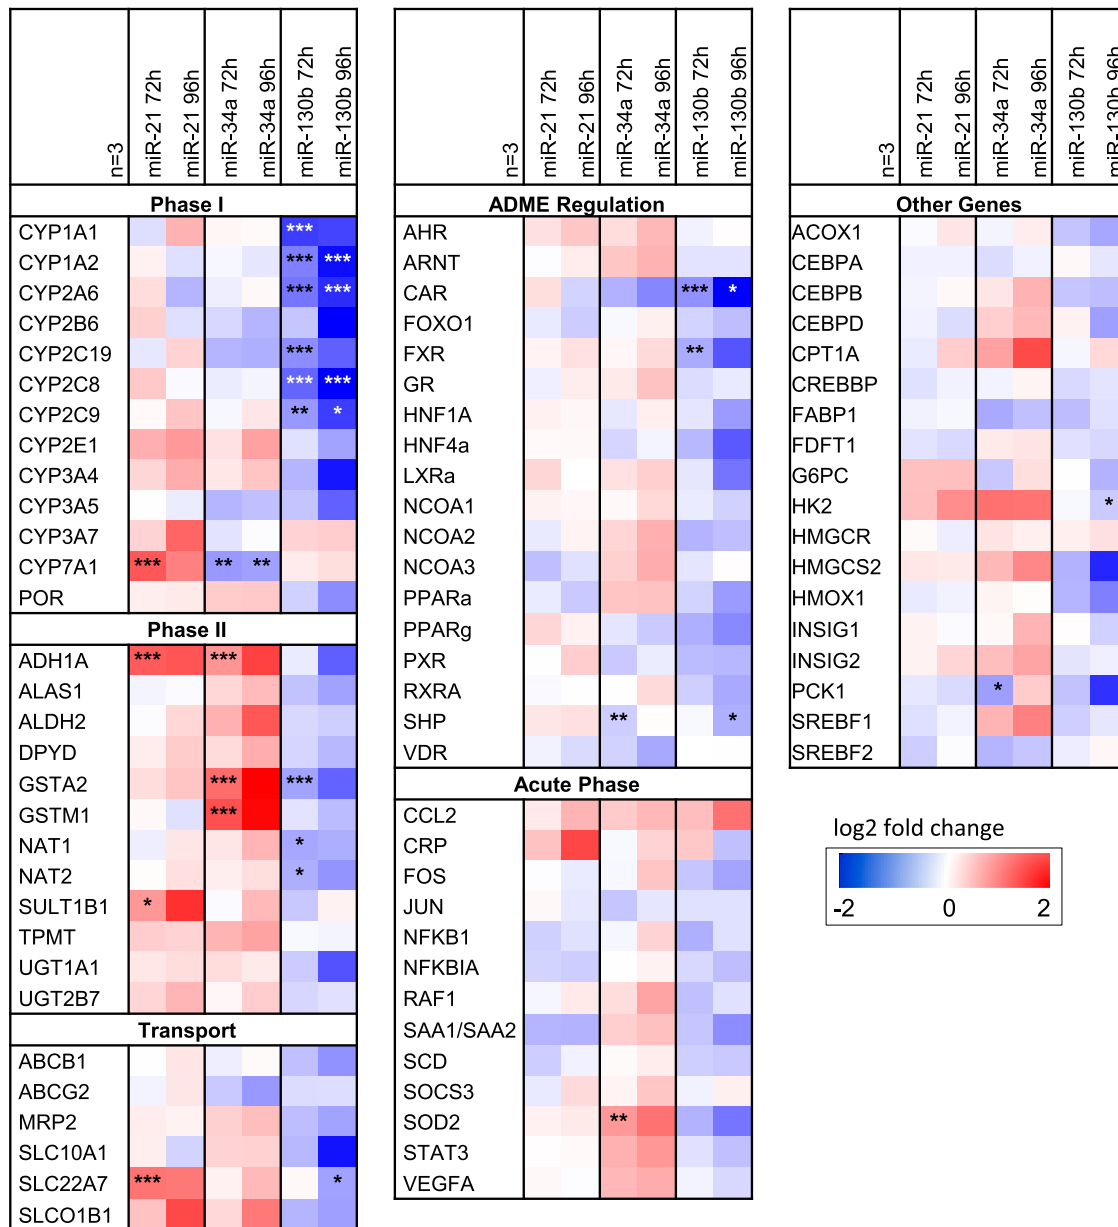 n=3
miR-21 72h
miR-21 96h
miR-34a 72h
miR-34a 96h
miR-130b 72h
miR-130b 96h
Phase I
CYP1A1 ***
CYP1A2 *** ***
CYP2A6 *** ***
CYP2B6
CYP2C19 ***
CYP2C8 *** ***
CYP2C9 ** *
CYP2E1
CYP3A4
CYP3A5
CYP3A7
CYP7A1 *** ** **
POR
Phase II
ADH1A *** ***
ALAS1
ALDH2
DPYD
GSTA2 *** ***
GSTM1 ***
NAT1 *
NAT2 *
SULT1B1 *
TPMT
UGT1A1
UGT2B7
Transport
ABCB1
ABCG2
MRP2
SLC10A1
SLC22A7 *** *
SLCO1B1
n=3
miR-21 72h
miR-21 96h
miR-34a 72h
miR-34a 96h
miR-130b 72h
miR-130b 96h
ADME Regulation
AHR
ARNT
CAR *** *
FOXO1
FXR **
GR
HNF1A
HNF4a
LXRa
NCOA1
NCOA2
NCOA3
PPARa
PPARg
PXR
RXRA
SHP ** *
VDR
Acute Phase
CCL2
CRP
FOS
JUN
NFKB1
NFKBIA
RAF1
SAA1/SAA2
SCD
SOCS3
SOD2 **
STAT3
VEGFA
n=3
miR-21 72h
miR-21 96h
miR-34a 72h
miR-34a 96h
miR-130b 72h
miR-130b 96h
Other Genes
ACOX1
CEBPA
CEBPB
CEBPD
CPT1A
CREBBP
FABP1
FDFT1
G6PC
HK2 *
HMGCR
HMGCS2
HMOX1
INSIG1
INSIG2
PCK1 *
SREBF1
SREBF2
log2 fold change
-2 0 2